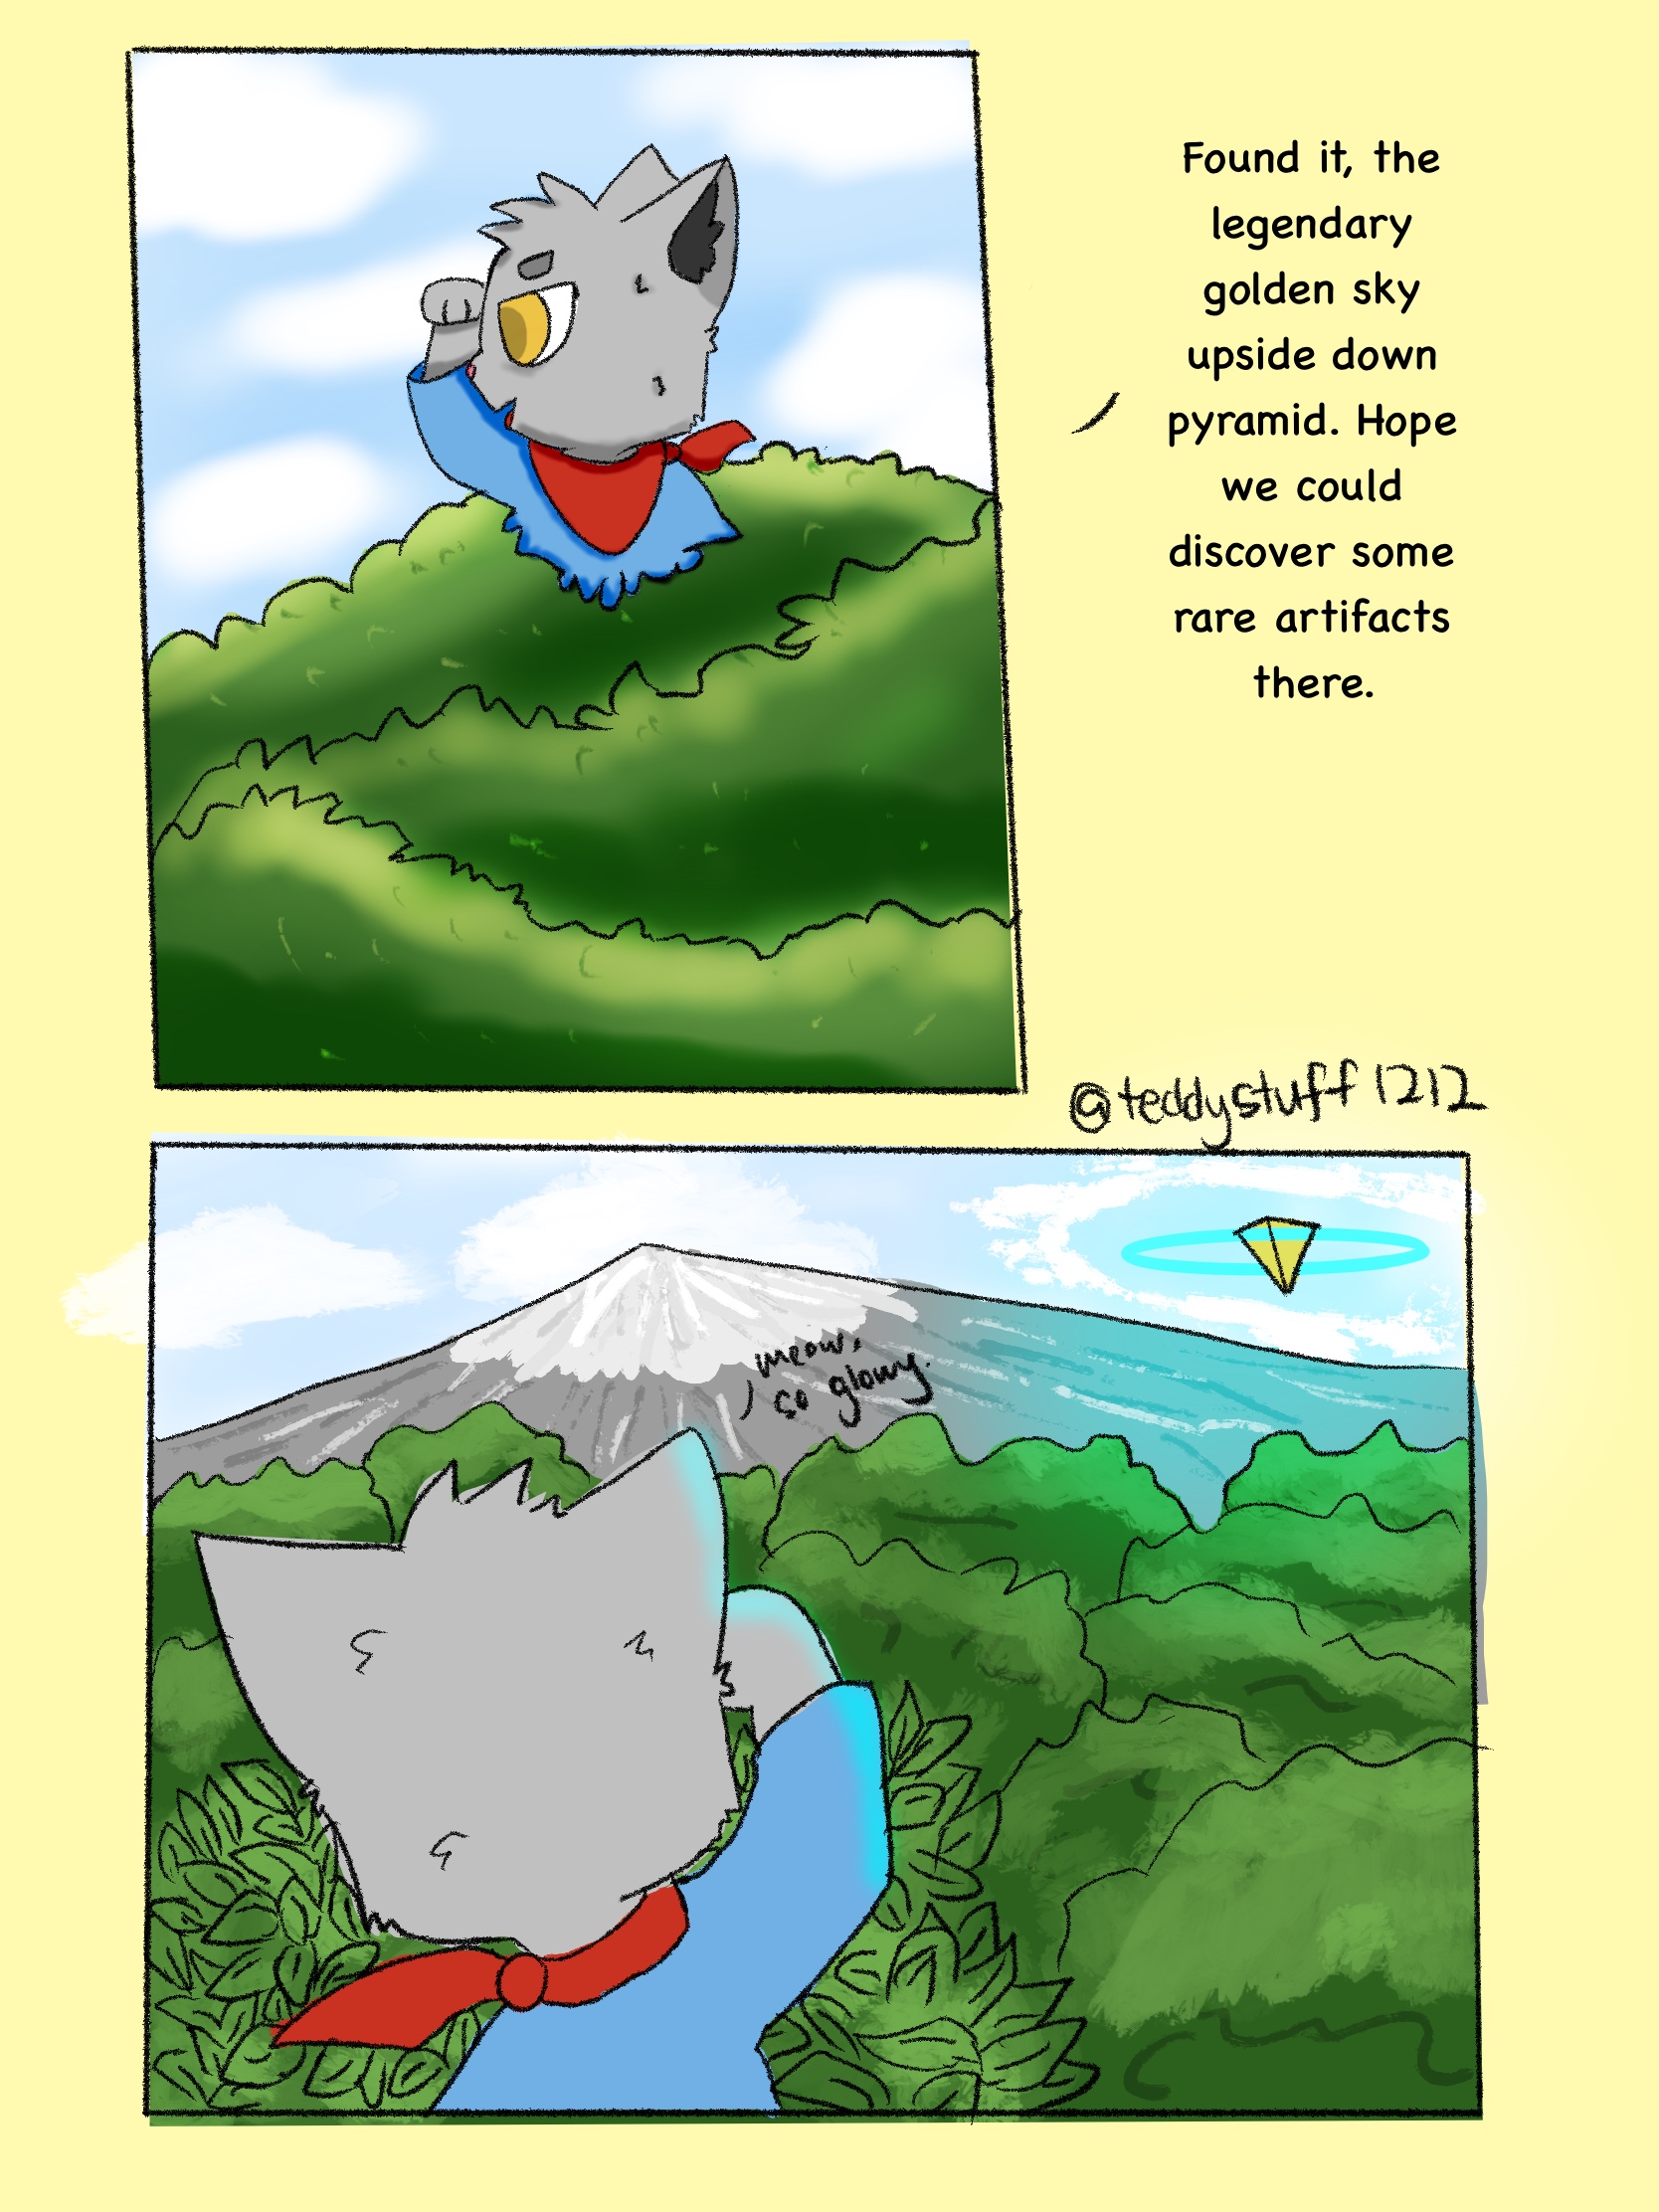 Found it, the
legendary
golden sky
upside down
pyramid. Hope
we could
discover some
rare artifacts
there.
@teddystuff1212
meow,
so glowy.